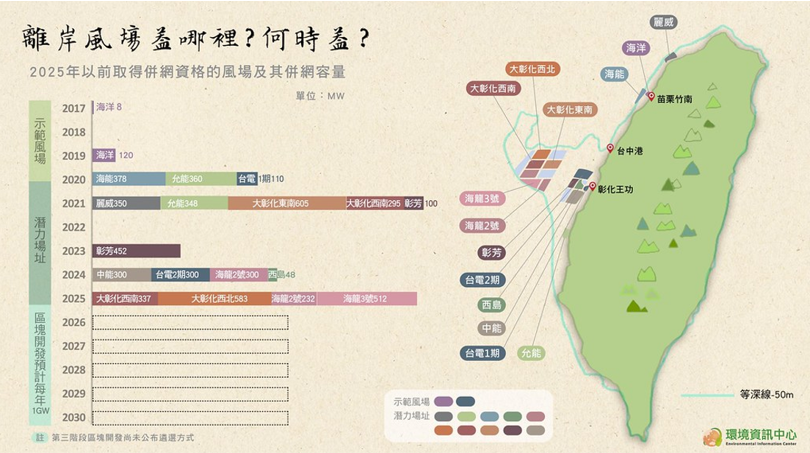 離岸風場蓋哪裡?何時蓋?
2025年以前取得併網資格的風場及其併網容量
單位：MW
示範風場
潛力場址
區塊開發預計每年1GW
2017 海洋 8
2018
2019 海洋 120
2020 海能378 允能360 台電1期110
2021 麗威350 允能348 大彰化東南605 大彰化西南295 彰芳100
2022
2023 彰芳452
2024 中能300 台電2期300 海龍2號300 西島48
2025 大彰化西南337 大彰化西北583 海龍2號232 海龍3號512
2026
2027
2028
2029
2030
註 第三階段區塊開發尚未公布遴選方式
麗威
海洋
海能
大彰化西北
大彰化西南
大彰化東南
苗栗竹南
台中港
彰化王功
海龍3號
海龍2號
彰芳
台電2期
西島
中能
台電1期
允能
示範風場
潛力場址
等深線-50m
環境資訊中心
Environmental Information Center